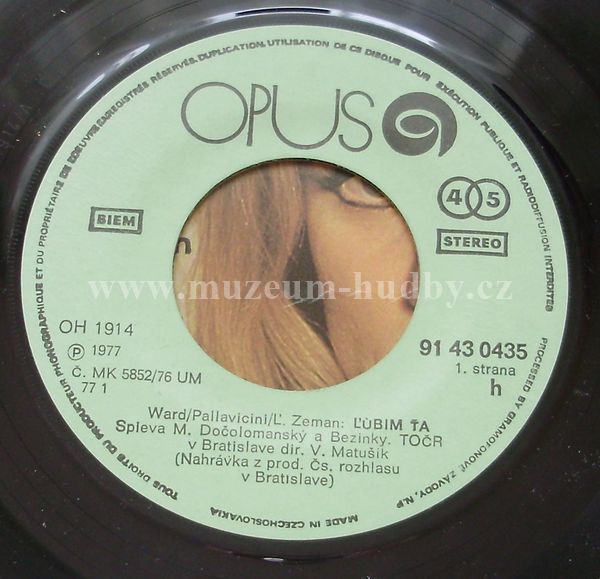 TOUS DROITS DU PRODUCTEUR PHONOGRAPHIQUE ET DU PROPRIÉTAIRE DE L'OEUVRE ENREGISTRÉS RÉSERVÉS. DUPLICATION, UTILISATION DE CE DISQUE POUR EXÉCUTION PUBLIQUE ET RADIODIFFUSION INTERDITES
OPUS
BIEM
45
STEREO
n
www.muzeum-hudby.cz
OH 1914
℗ 1977
Č. MK 5852/76 UM
77 1
91 43 0435
1. strana
h
Ward/Pallavicini/Ľ. Zeman: ĽÙBIM ŤA
Spieva M. Dočolomanský a Bezinky. TOČR
v Bratislave dir. V. Matušík
(Nahrávka z prod. Čs. rozhlasu
v Bratislave)
MADE IN CZECHOSLOVAKIA
PROCESSED BY GRAMOFONOVÉ ZÁVODY, N.P.